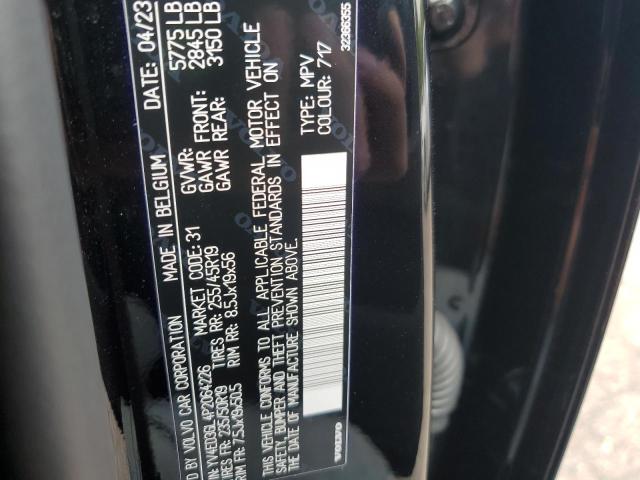 D BY VOLVO CAR CORPORATION MADE IN BELGIUM DATE: 04/23
IN: YV4ED3GL4P2064226 MARKET CODE: 31 GVWR: 5775 LB
TIRES FR: 235/50R19 TIRES RR: 255/45R19 GAWR FRONT: 2845 LB
RIM FR: 7.5Jx19x50.5 RIM RR: 8.5Jx19x56 GAWR REAR: 3150 LB
THIS VEHICLE CONFORMS TO ALL APPLICABLE FEDERAL MOTOR VEHICLE
SAFETY, BUMPER, AND THEFT PREVENTION STANDARDS IN EFFECT ON
THE DATE OF MANUFACTURE SHOWN ABOVE.
TYPE: MPV
COLOUR: 717
VOLVO
32366355